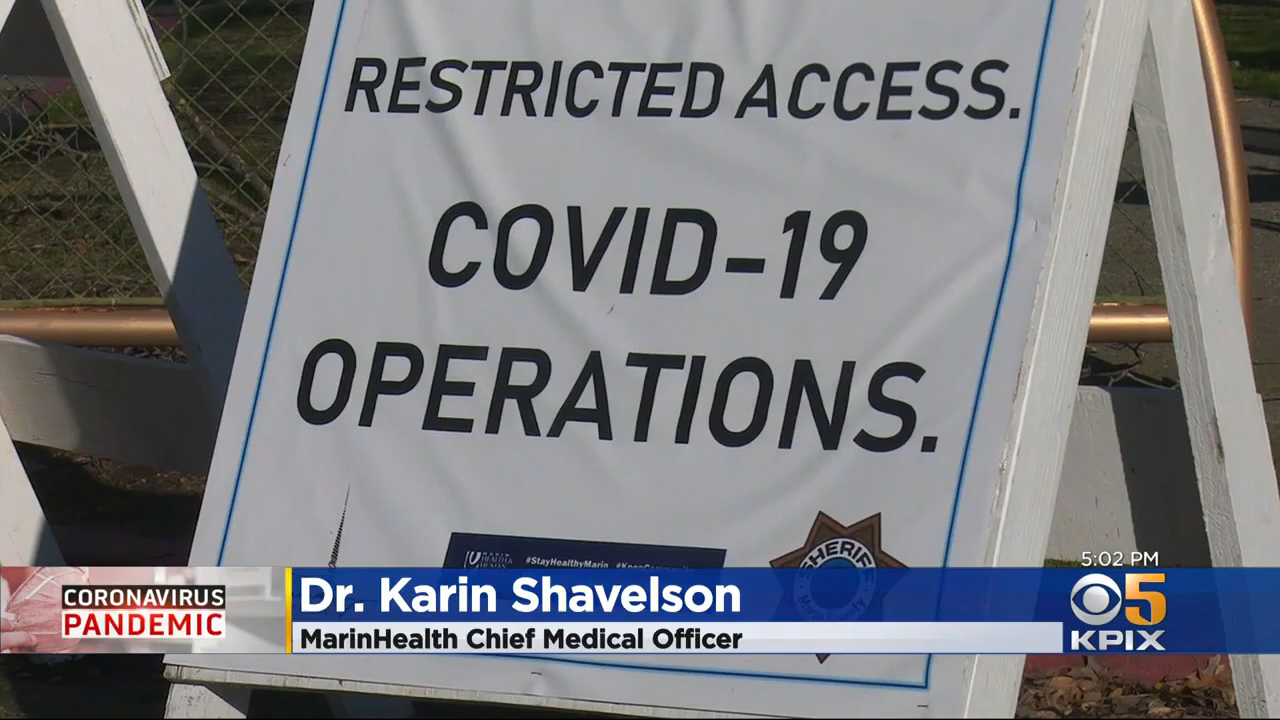 RESTRICTED ACCESS.
COVID-19
OPERATIONS.
#StayHealthyMarin
SHERIFF
5:02 PM
CORONAVIRUS
PANDEMIC
Dr. Karin Shavelson
MarinHealth Chief Medical Officer
5
KPIX